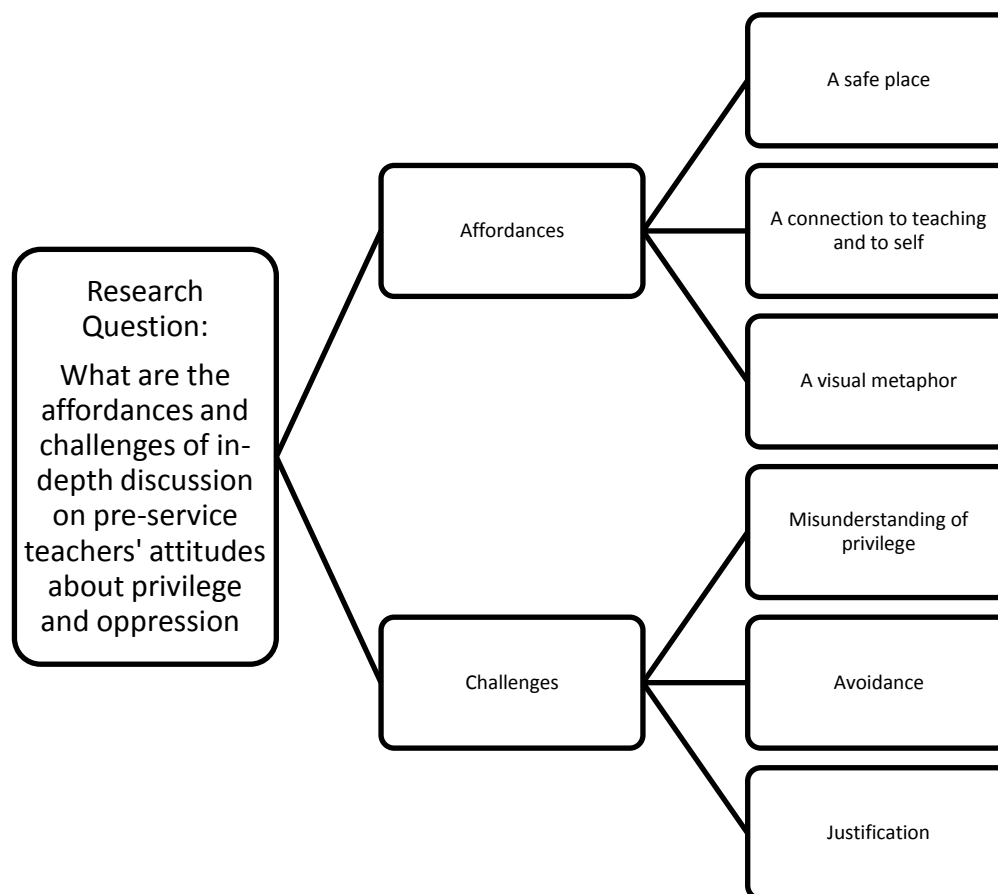 Research
Question:
What are the
affordances and
challenges of in-
depth discussion
on pre-service
teachers' attitudes
about privilege
and oppression
Affordances
A safe place
A connection to teaching
and to self
A visual metaphor
Challenges
Misunderstanding of
privilege
Avoidance
Justification